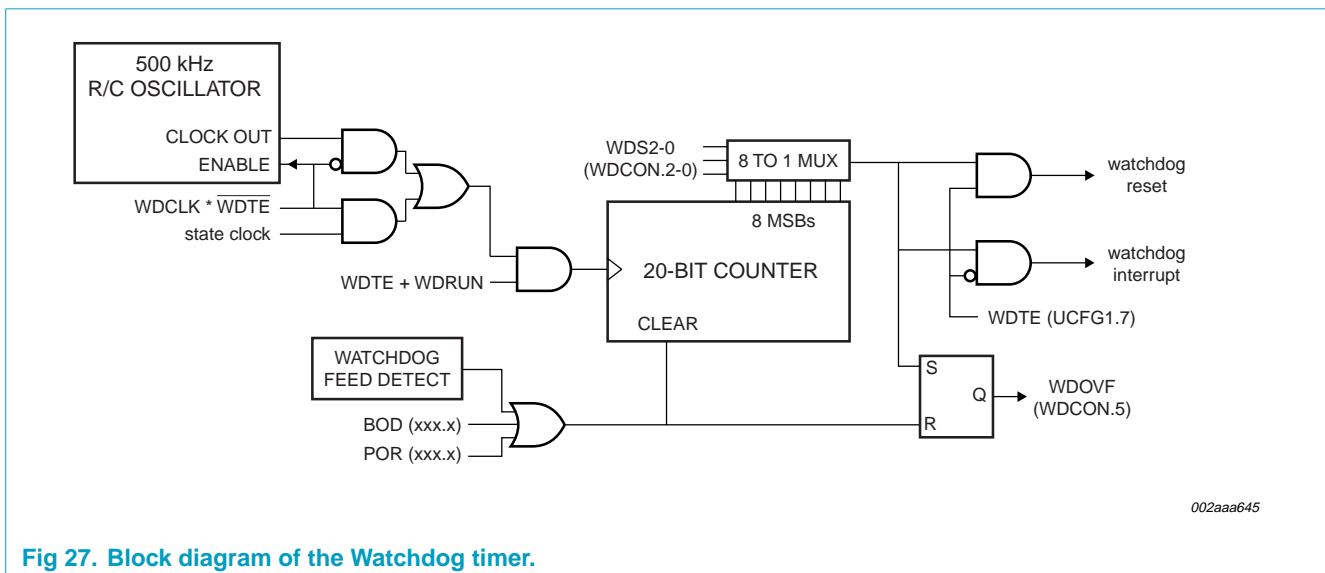 500 kHz
R/C OSCILLATOR
CLOCK OUT
ENABLE
WDCLK * W̅D̅T̅E̅
state clock
WDTE + WDRUN
WDS2-0
(WDCON.2-0)
8 TO 1 MUX
8 MSBs
20-BIT COUNTER
CLEAR
watchdog
reset
watchdog
interrupt
WDTE (UCFG1.7)
WATCHDOG
FEED DETECT
BOD (xxx.x)
POR (xxx.x)
S
Q
R
WDOVF
(WDCON.5)
002aaa645
Fig 27. Block diagram of the Watchdog timer.